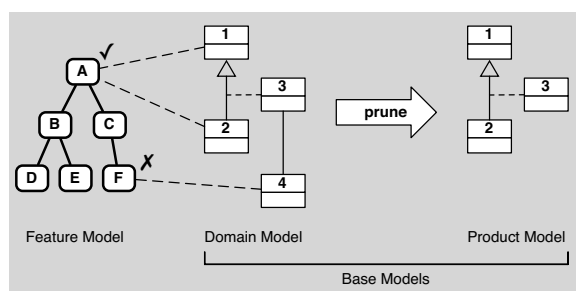 1
1
A
3
3
prune
B
C
2
2
D
E
F
4
Feature Model
Domain Model
Product Model
Base Models